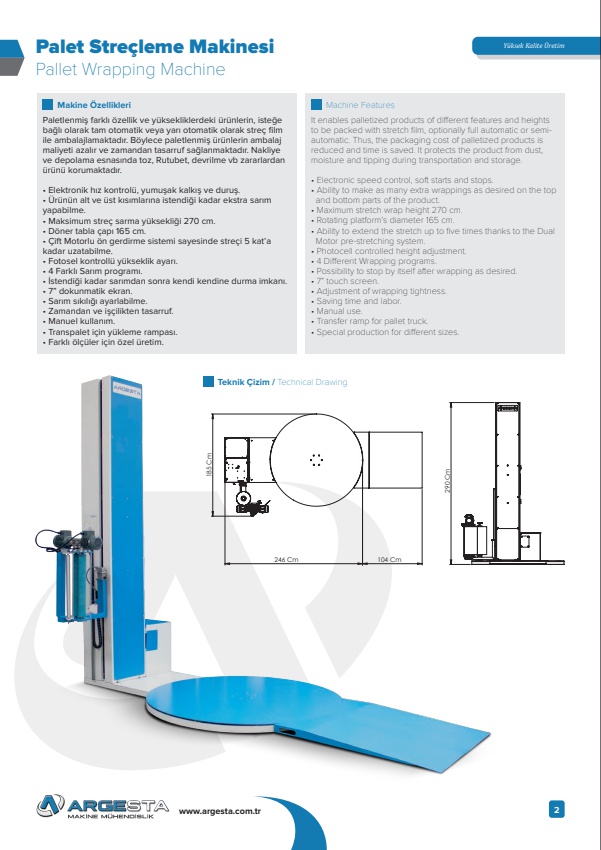 Palet Streçleme Makinesi
Pallet Wrapping Machine
Yüksek Kalite Üretim
Makine Özellikleri
Paletlenmiş farklı özellik ve yüksekliklerdeki ürünlerin, isteğe
bağlı olarak tam otomatik veya yarı otomatik olarak streç film
ile ambalajlamaktadır. Böylece paletlenmiş ürünlerin ambalaj
maliyeti azalır ve zamandan tasarruf sağlanmaktadır. Nakliye
ve depolama esnasında toz, Rutubet, devrilme vb zararlardan
ürünü korumaktadır.
• Elektronik hız kontrolü, yumuşak kalkış ve duruş.
• Ürünün alt ve üst kısımlarına istendiği kadar ekstra sarım
yapabilme.
• Maksimum streç sarma yüksekliği 270 cm.
• Döner tabla çapı 165 cm.
• Çift Motorlu ön gerdirme sistemi sayesinde streçi 5 kat'a
kadar uzatabilme.
• Fotosel kontrollü yükseklik ayarı.
• 4 Farklı Sarım programı.
• İstendiği kadar sarımdan sonra kendi kendine durma imkanı.
• 7" dokunmatik ekran.
• Sarım sıkılığı ayarlabilme.
• Zamandan ve işçilikten tasarruf.
• Manuel kullanım.
• Transpalet için yükleme rampası.
• Farklı ölçüler için özel üretim.
Machine Features
It enables palletized products of different features and heights
to be packed with stretch film, optionally full automatic or semi-
automatic. Thus, the packaging cost of palletized products is
reduced and time is saved. It protects the product from dust,
moisture and tipping during transportation and storage.
• Electronic speed control, soft starts and stops.
• Ability to make as many extra wrappings as desired on the top
and bottom parts of the product.
• Maximum stretch wrap height 270 cm.
• Rotating platform's diameter 165 cm.
• Ability to extend the stretch up to five times thanks to the Dual
Motor pre-stretching system.
• Photocell controlled height adjustment.
• 4 Different Wrapping programs.
• Possibility to stop by itself after wrapping as desired.
• 7" touch screen.
• Adjustment of wrapping tightness.
• Saving time and labor.
• Manual use.
• Transfer ramp for pallet truck.
• Special production for different sizes.
Teknik Çizim / Technical Drawing
ARGESTA
185 Cm
246 Cm
104 Cm
290 Cm
ARGESTA
MAKİNE MÜHENDİSLİK
www.argesta.com.tr
2